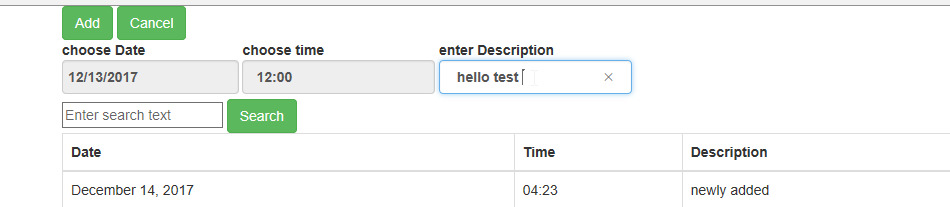 Add Cancel
choose Date choose time enter Description
12/13/2017 12:00 hello test
Enter search text Search
Date Time Description
December 14, 2017 04:23 newly added